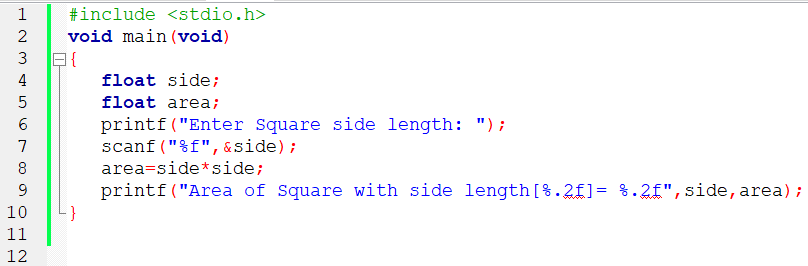 1 #include <stdio.h>
2 void main(void)
3 {
4 float side;
5 float area;
6 printf("Enter Square side length: ");
7 scanf("%f",&side);
8 area=side*side;
9 printf("Area of Square with side length[%.2f]= %.2f",side,area);
10 }
11
12